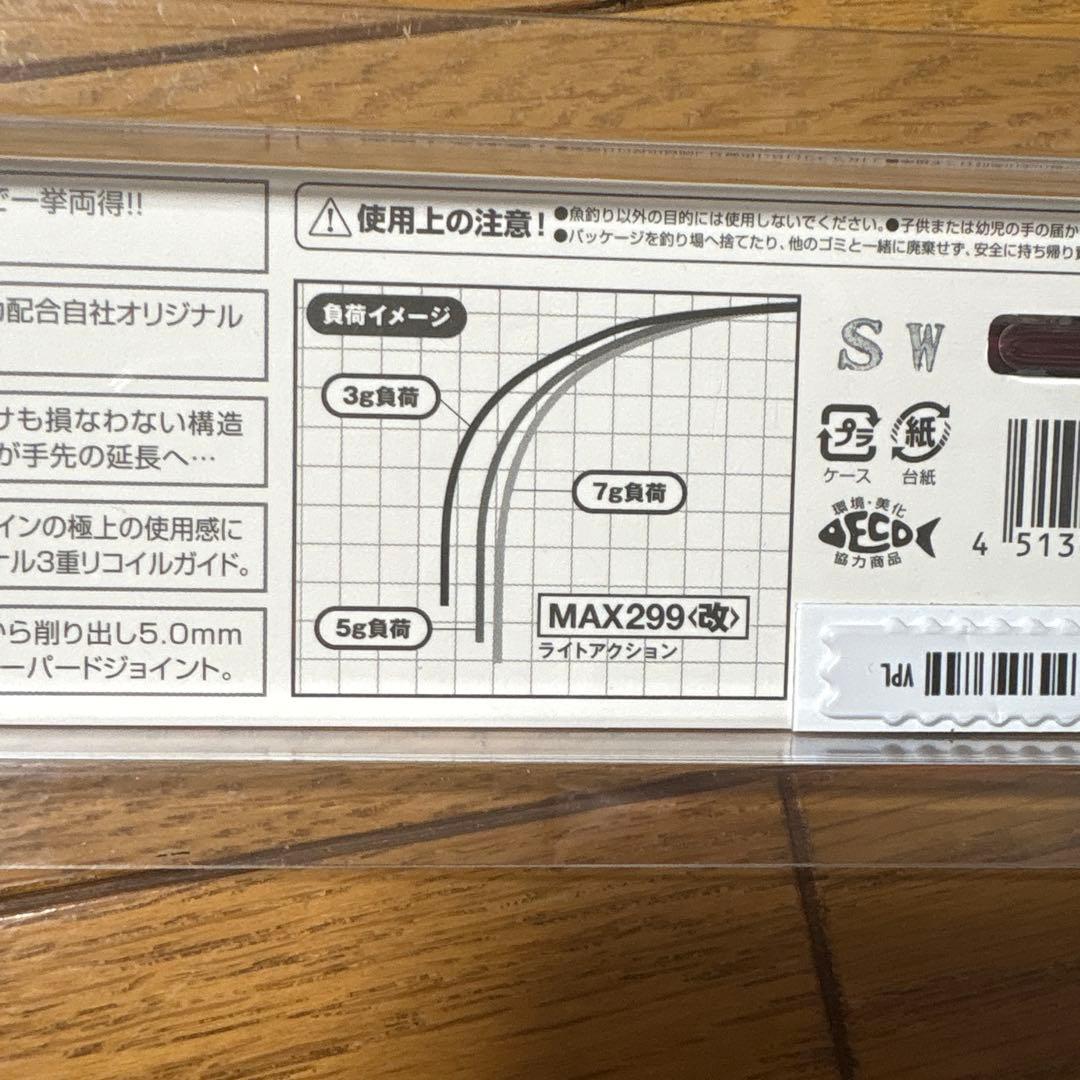 ご一挙両得!!
配合自社オリジナル
けも損なわない構造
が手先の延長へ…
インの極上の使用感に
ナル3重リコイルガイド。
から削り出し5.0mm
ーパードジョイント。
使用上の注意!
●魚釣り以外の目的には使用しないでください。●子供または幼児の手の届か
●パッケージを釣り場へ捨てたり、他のゴミと一緒に廃棄せず、安全に持ち帰り
負荷イメージ
3g負荷
7g負荷
5g負荷
MAX299〈改〉
ライトアクション
SW
プラ
ケース
紙
台紙
環境・美化
ECO
協力商品
4 513
VPL